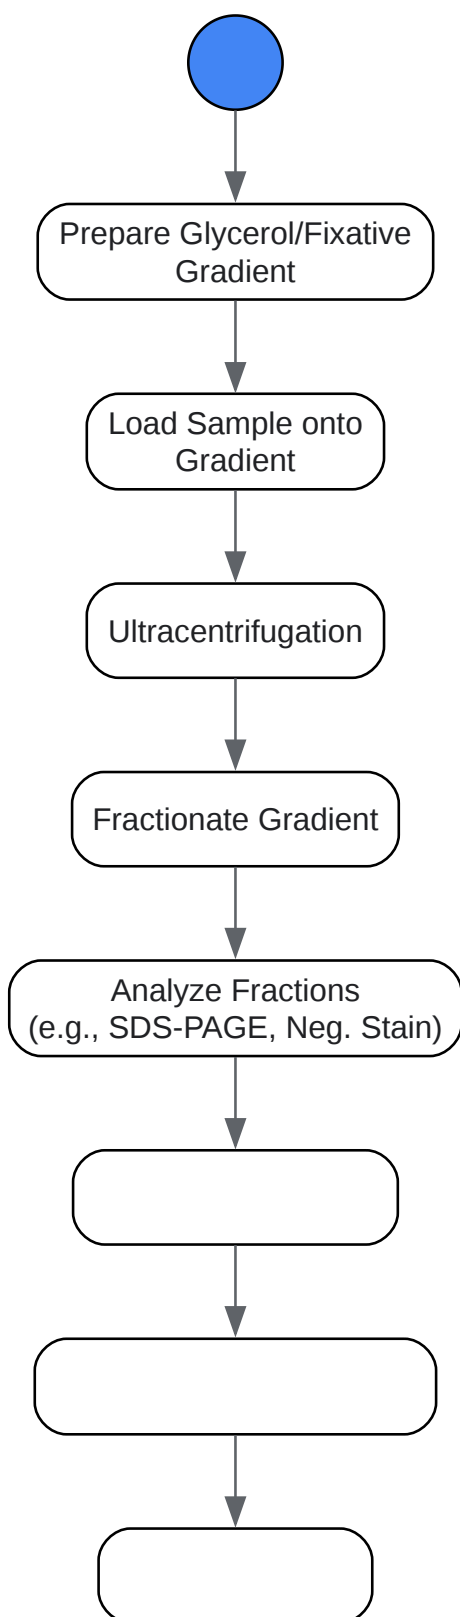 Prepare Glycerol/Fixative
Gradient
Load Sample onto
Gradient
Ultracentrifugation
Fractionate Gradient
Analyze Fractions
(e.g., SDS-PAGE, Neg. Stain)